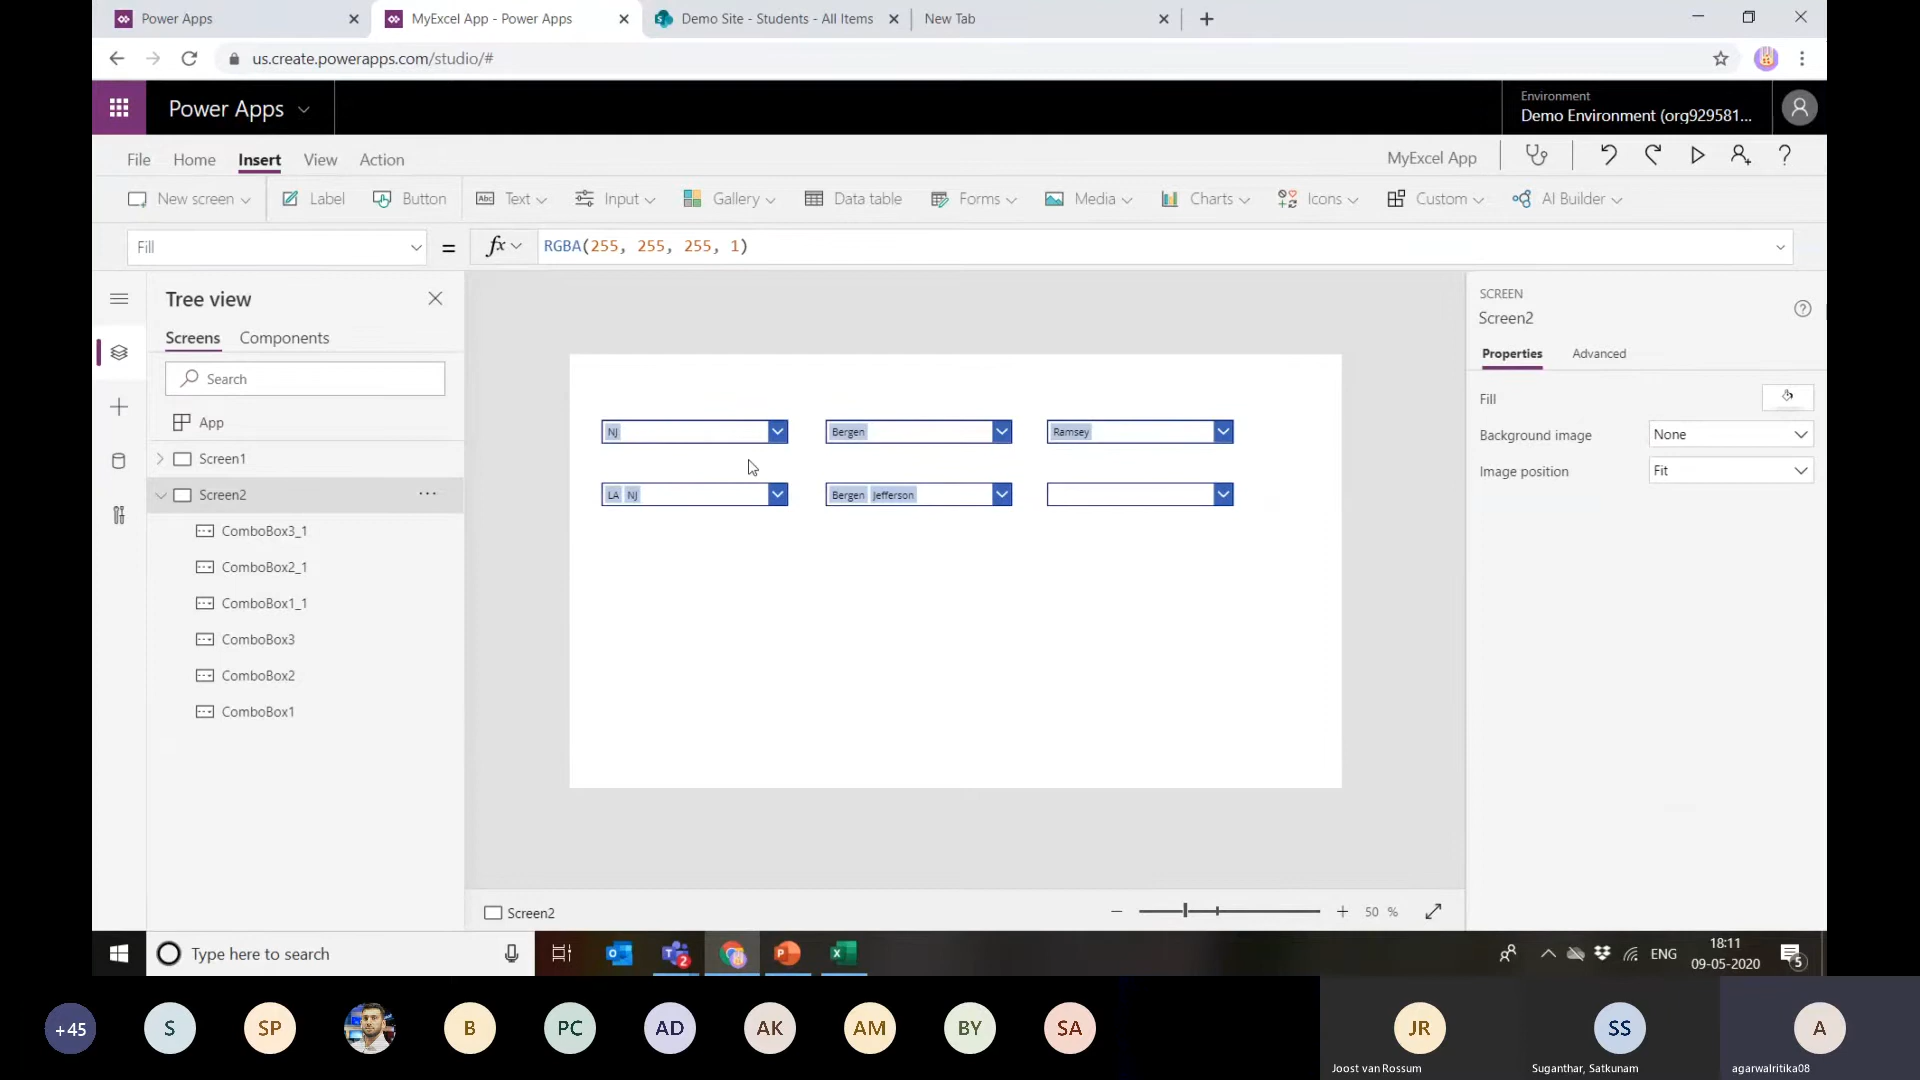 Power Apps
MyExcel App - Power Apps
Demo Site - Students - All Items
New Tab
us.create.powerapps.com/studio/#
Power Apps
Environment
Demo Environment (org929581...
File Home Insert View Action
MyExcel App
New screen Label Button Text Input Gallery Data table Forms Media Charts Icons Custom AI Builder
Fill = fx RGBA(255, 255, 255, 1)
Tree view
Screens Components
Search
App
Screen1
Screen2 ...
ComboBox3_1
ComboBox2_1
ComboBox1_1
ComboBox3
ComboBox2
ComboBox1
NJ Bergen Ramsey
LA NJ Bergen Jefferson
SCREEN
Screen2
Properties Advanced
Fill
Background image None
Image position Fit
Screen2
50 %
Type here to search
ENG
18:11
09-05-2020
5
+45 S SP B PC AD AK AM BY SA JR SS A
Joost van Rossum
Suganthar, Satkunam
agarwalritika08